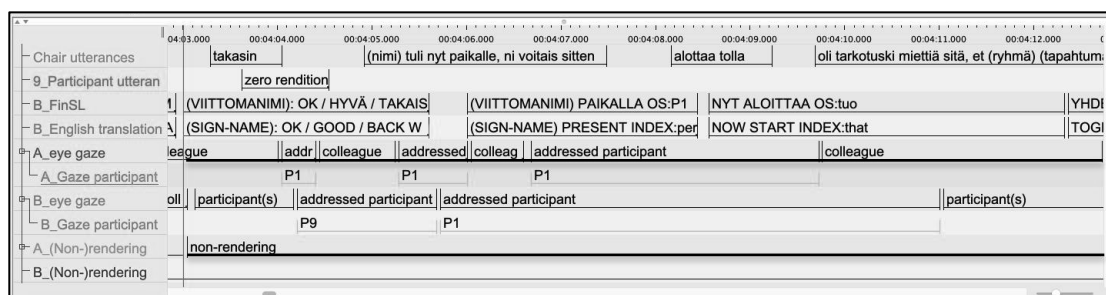 04:03.000 00:04:04.000 00:04:05.000 00:04:06.000 00:04:07.000 00:04:08.000 00:04:09.000 00:04:10.000 00:04:11.000 00:04:12.000
Chair utterances takasin (nimi) tuli nyt paikalle, ni voitais sitten alottaa tolla oli tarkotuski miettiä sitä, et (ryhmä) (tapahtuma
9_Participant utteran zero rendition
B_FinSL (VIITTOMANIMI): OK / HYVÄ / TAKAIS (VIITTOMANIMI) PAIKALLA OS:P1 NYT ALOITTAA OS:tuo YHDE
B_English translation (SIGN-NAME): OK / GOOD / BACK W (SIGN-NAME) PRESENT INDEX:per NOW START INDEX:that TOGE
A_eye gaze league addr colleague addressed colleag addressed participant colleague
A_Gaze participant P1 P1 P1
B_eye gaze oll participant(s) addressed participant addressed participant participant(s)
B_Gaze participant P9 P1
A_(Non-)rendering non-rendering
B_(Non-)rendering